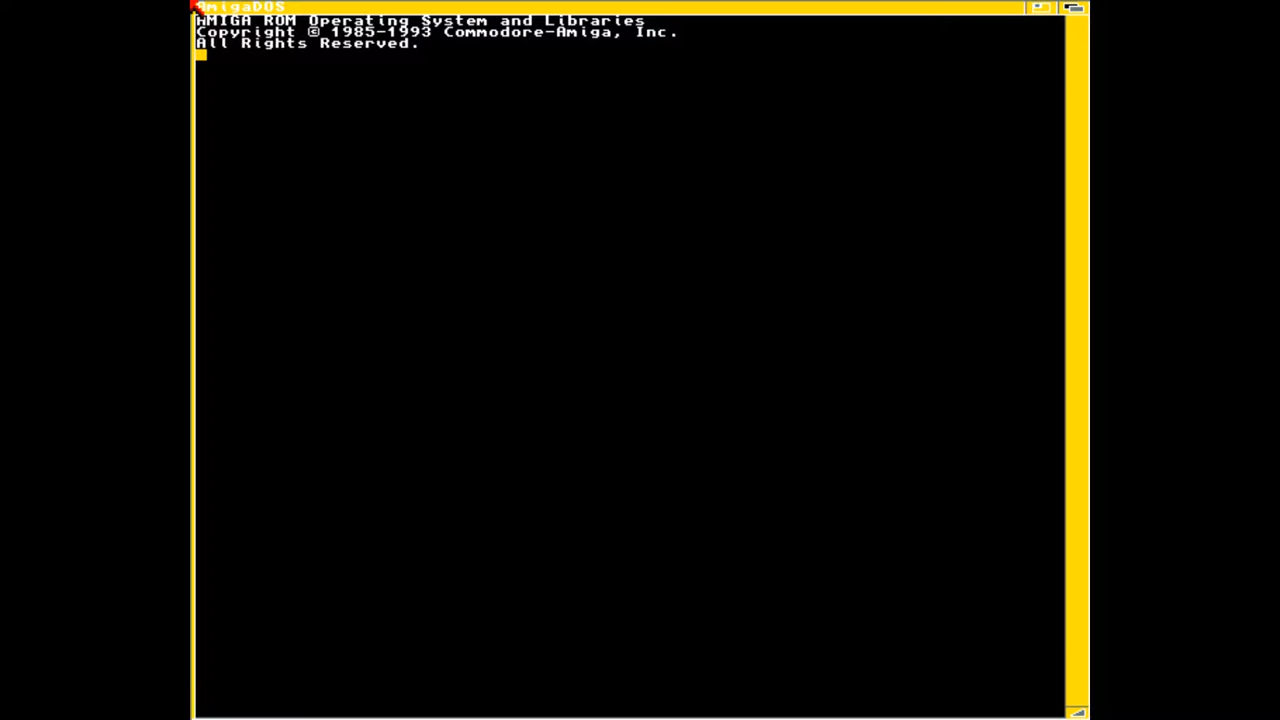 AmigaDOS
AMIGA ROM Operating System and Libraries
Copyright © 1985-1993 Commodore-Amiga, Inc.
All Rights Reserved.